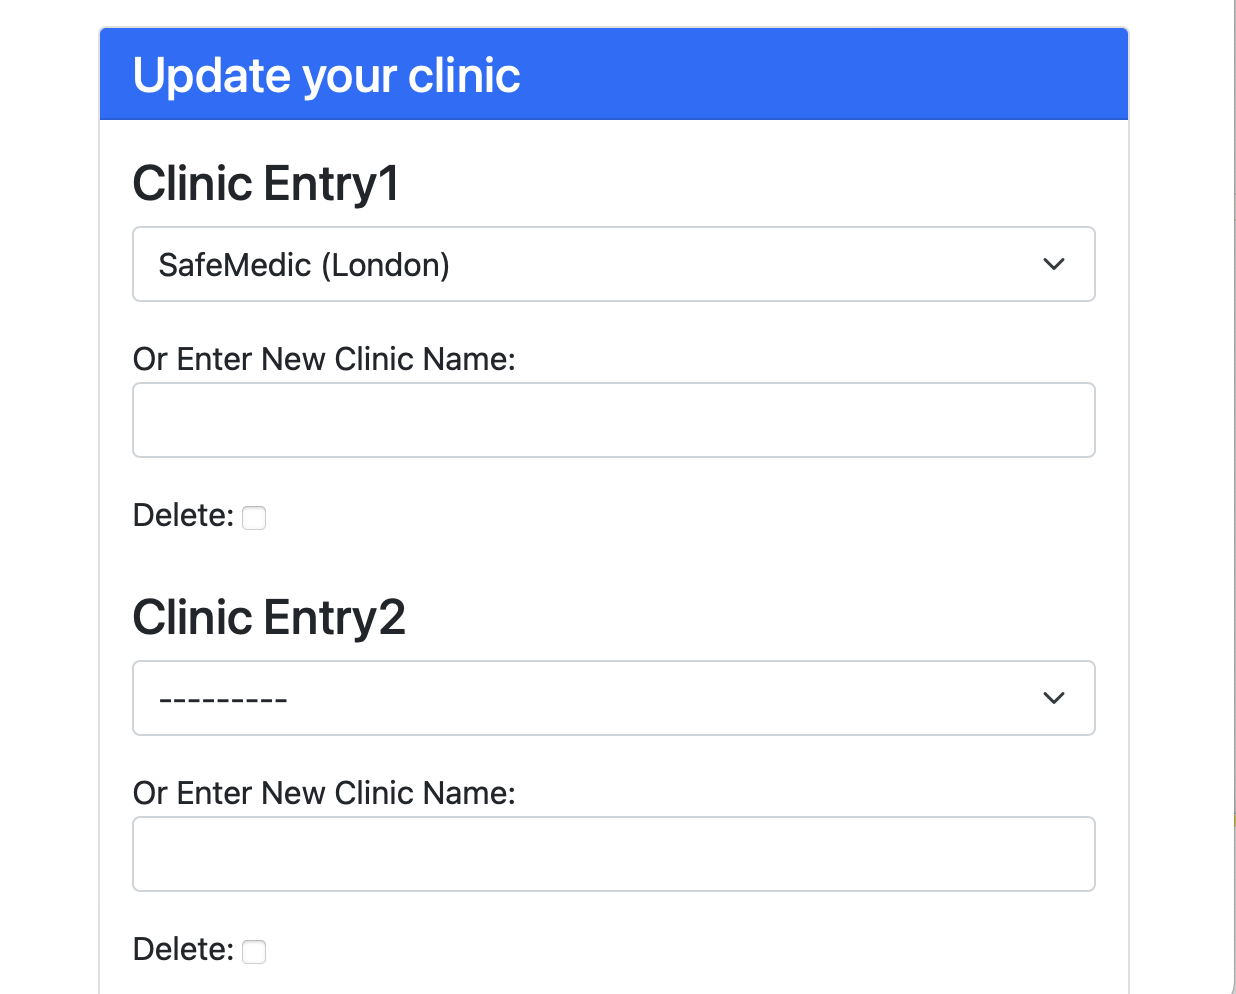 Update your clinic
Clinic Entry1
SafeMedic (London)
Or Enter New Clinic Name:
Delete:
Clinic Entry2
---------
Or Enter New Clinic Name:
Delete: